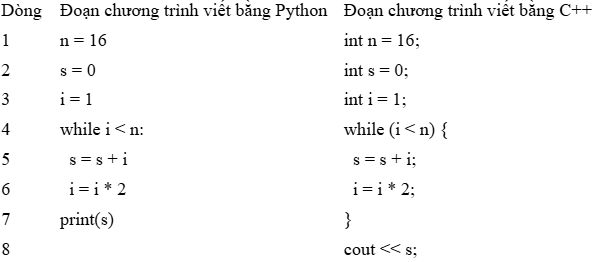 Dòng Đoạn chương trình viết bằng Python Đoạn chương trình viết bằng C++
1 n = 16 int n = 16;
2 s = 0 int s = 0;
3 i = 1 int i = 1;
4 while i < n: while (i < n) {
5 s = s + i s = s + i;
6 i = i * 2 i = i * 2;
7 print(s) }
8 cout << s;